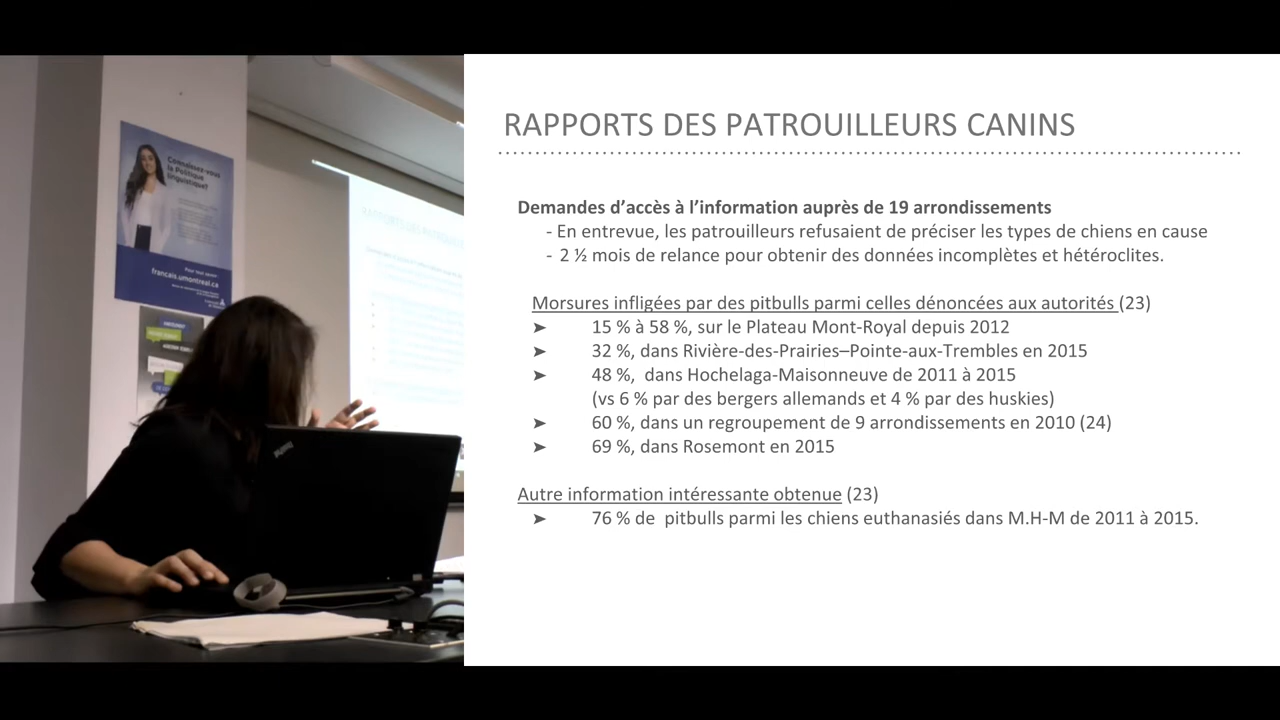 Connaissez-vous
la Politique
linguistique?
Pour tout savoir
francais.umontreal.ca
RAPPORTS DES PATROUILLEURS CANINS
Demandes d’accès à l’information auprès de 19 arrondissements
- En entrevue, les patrouilleurs refusaient de préciser les types de chiens en cause
- 2 ½ mois de relance pour obtenir des données incomplètes et hétéroclites.
Morsures infligées par des pitbulls parmi celles dénoncées aux autorités (23)
➤ 15 % à 58 %, sur le Plateau Mont-Royal depuis 2012
➤ 32 %, dans Rivière-des-Prairies–Pointe-aux-Trembles en 2015
➤ 48 %, dans Hochelaga-Maisonneuve de 2011 à 2015
(vs 6 % par des bergers allemands et 4 % par des huskies)
➤ 60 %, dans un regroupement de 9 arrondissements en 2010 (24)
➤ 69 %, dans Rosemont en 2015
Autre information intéressante obtenue (23)
➤ 76 % de pitbulls parmi les chiens euthanasiés dans M.H-M de 2011 à 2015.